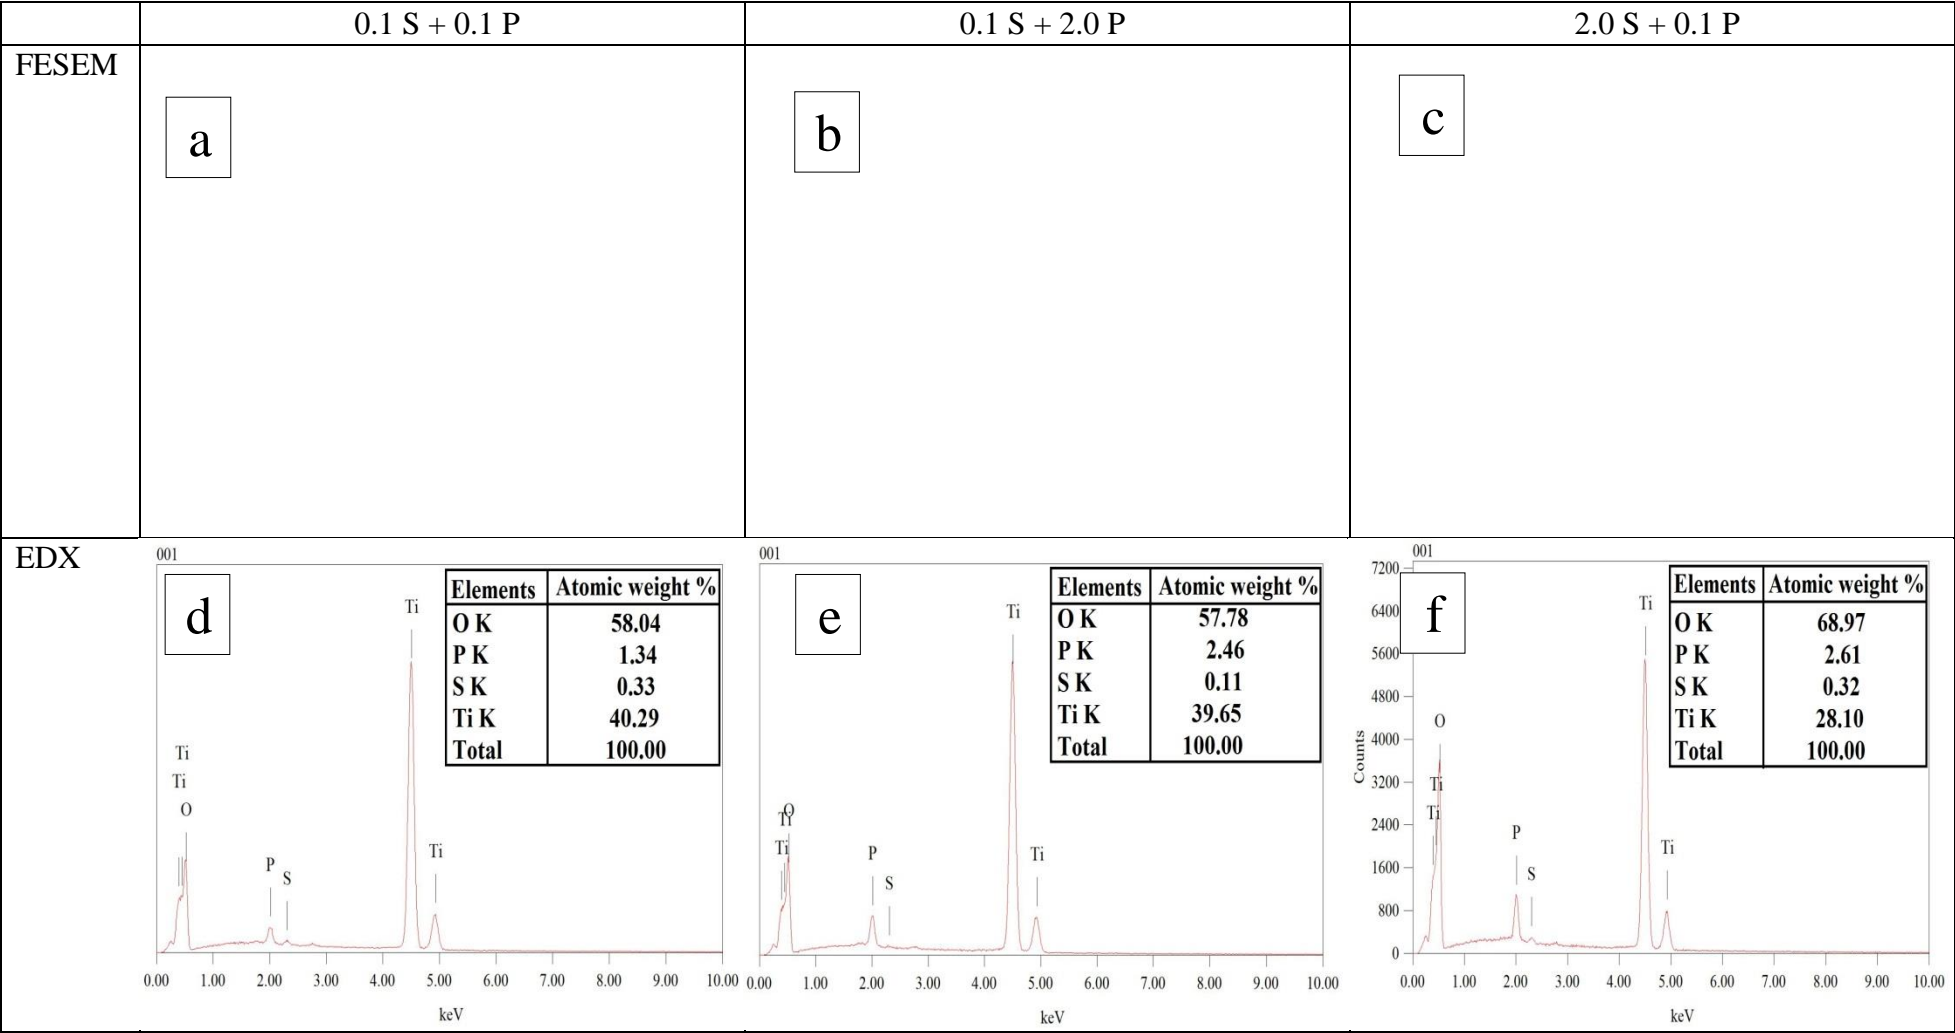 0.1 S + 0.1 P
0.1 S + 2.0 P
2.0 S + 0.1 P
FESEM
a
b
c
EDX
001
d
Elements Atomic weight %
O K 58.04
P K 1.34
S K 0.33
Ti K 40.29
Total 100.00
Ti
Ti
Ti
O
P
S
Ti
0.00 1.00 2.00 3.00 4.00 5.00 6.00 7.00 8.00 9.00 10.00
keV
001
e
Elements Atomic weight %
O K 57.78
P K 2.46
S K 0.11
Ti K 39.65
Total 100.00
Ti
O
Ti
Ti
P
S
Ti
0.00 1.00 2.00 3.00 4.00 5.00 6.00 7.00 8.00 9.00 10.00
keV
001
f
Elements Atomic weight %
O K 68.97
P K 2.61
S K 0.32
Ti K 28.10
Total 100.00
7200
6400
5600
4800
4000
3200
2400
1600
800
0
Counts
Ti
O
Ti
Ti
P
S
Ti
0.00 1.00 2.00 3.00 4.00 5.00 6.00 7.00 8.00 9.00 10.00
keV